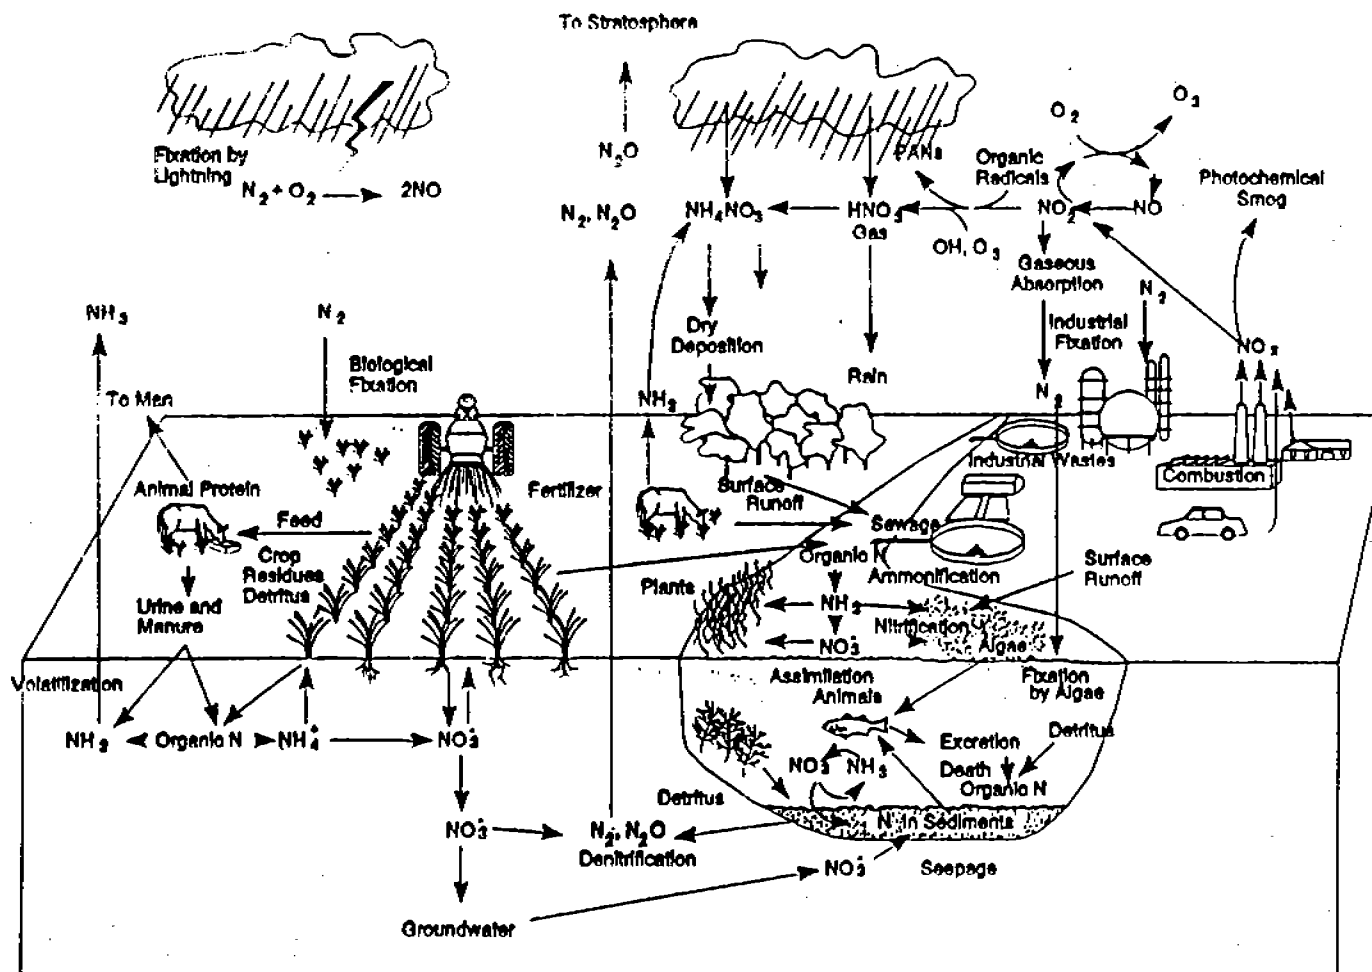 To Stratosphere
Fixation by
Lightning
N2 + O2 → 2NO
N2O
N2, N2O
PANs
Organic
Radicals
O2
O3
Photochemical
Smog
NH4NO3
HNO3
Gas
NO2
NO
OH, O3
Gaseous
Absorption
N2
NH3
N2
Industrial
Fixation
Biological
Fixation
Dry
Deposition
Rain
NOx
To Man
NH3
N2
Industrial Wastes
Combustion
Animal Protein
Fertilizer
Surface
Runoff
Feed
Sewage
Crop
Residues
Detritus
Organic N
Ammonification
Surface
Runoff
Plants
Urine and
Manure
NH3
Nitrification
NO3
Algae
Volatilization
Assimilation
Animals
Fixation
by Algae
NH3
Organic N
NH4+
NO3
Excretion
Detritus
NO3
NH3
Death
Organic N
Detritus
N In Sediments
NO3
N2, N2O
Denitrification
NO3
Seepage
Groundwater